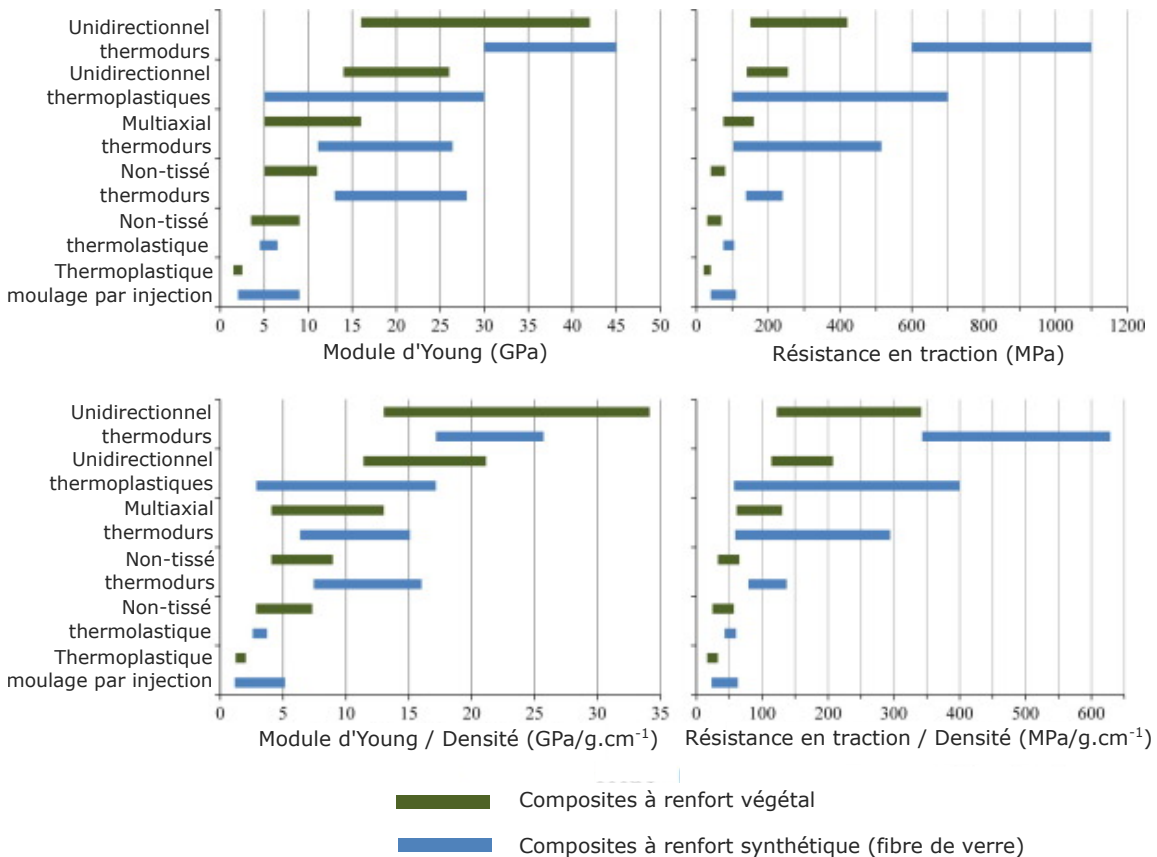 Unidirectionnel
thermodurs
Unidirectionnel
thermoplastiques
Multiaxial
thermodurs
Non-tissé
thermodurs
Non-tissé
thermolastique
Thermoplastique
moulage par injection
0 5 10 15 20 25 30 35 40 45 50
Module d'Young (GPa)
0 200 400 600 800 1000 1200
Résistance en traction (MPa)
Unidirectionnel
thermodurs
Unidirectionnel
thermoplastiques
Multiaxial
thermodurs
Non-tissé
thermodurs
Non-tissé
thermolastique
Thermoplastique
moulage par injection
0 5 10 15 20 25 30 35
Module d'Young / Densité (GPa/g.cm⁻¹)
0 100 200 300 400 500 600
Résistance en traction / Densité (MPa/g.cm⁻¹)
Composites à renfort végétal
Composites à renfort synthétique (fibre de verre)